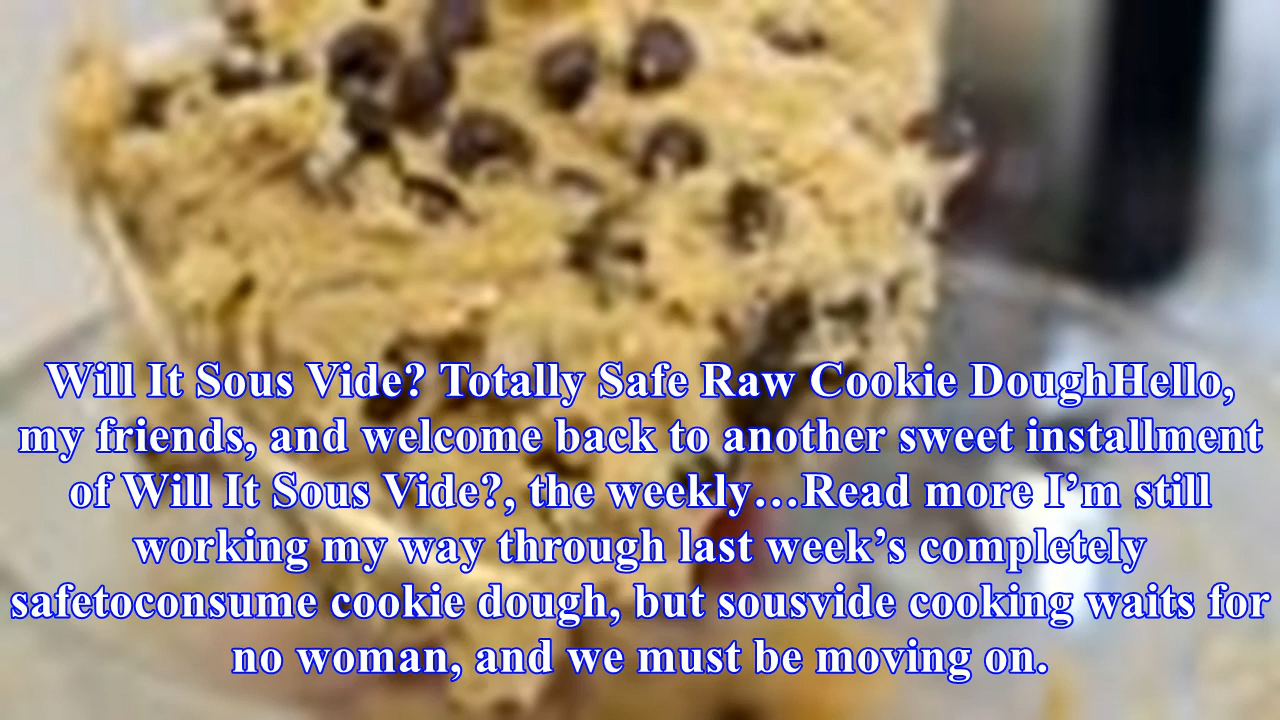 Will It Sous Vide? Totally Safe Raw Cookie DoughHello,
my friends, and welcome back to another sweet installment
of Will It Sous Vide?, the weekly…Read more I’m still
working my way through last week’s completely
safetoconsume cookie dough, but sousvide cooking waits for
no woman, and we must be moving on.